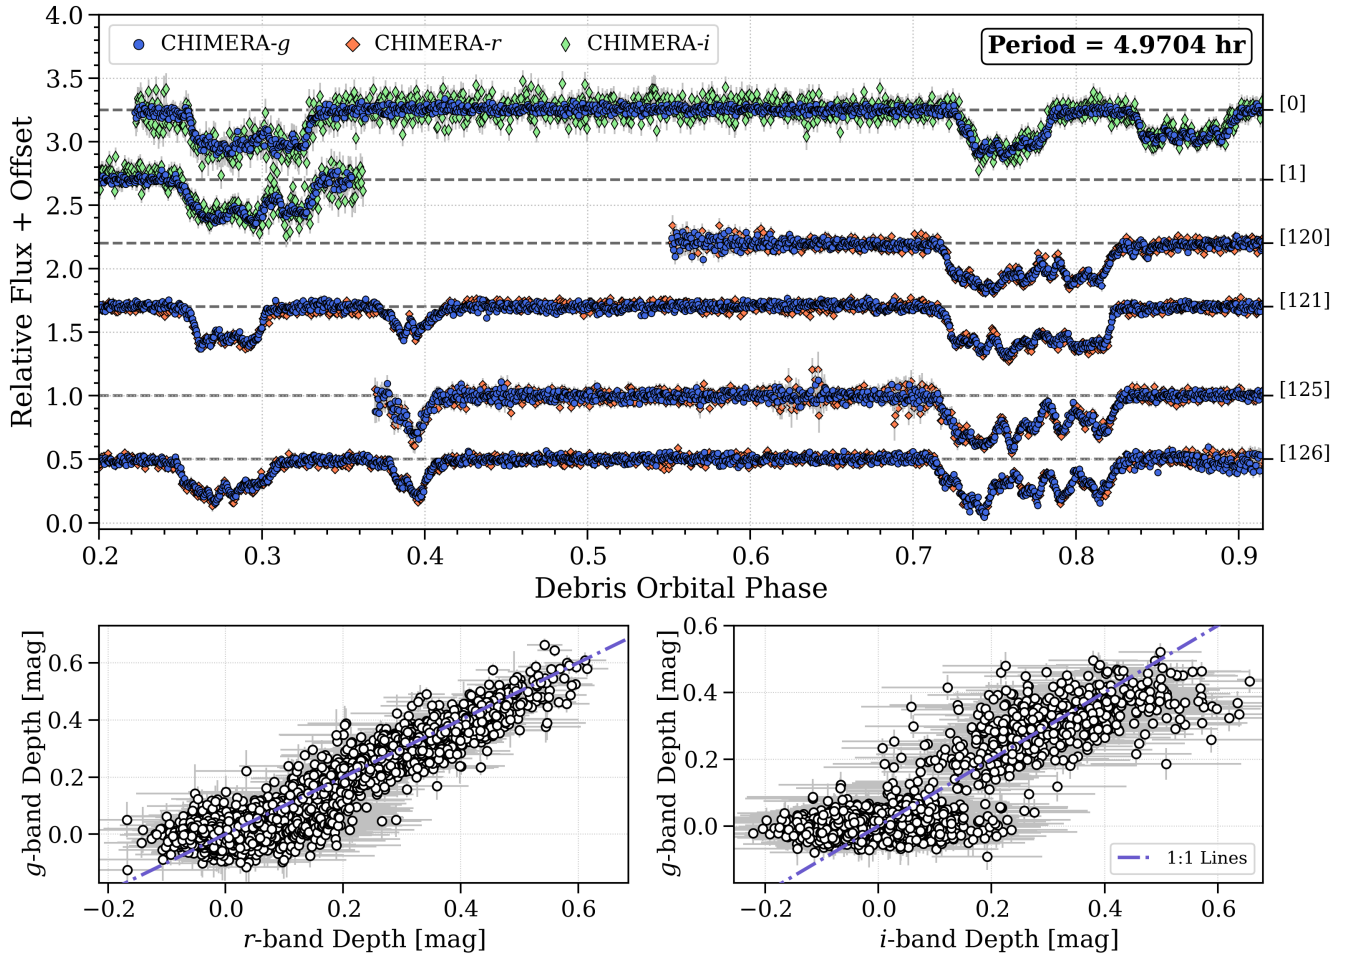 CHIMERA-g CHIMERA-r CHIMERA-i
Period = 4.9704 hr
Relative Flux + Offset
4.0
3.5
3.0
2.5
2.0
1.5
1.0
0.5
0.0
[0]
[1]
[120]
[121]
[125]
[126]
0.2 0.3 0.4 0.5 0.6 0.7 0.8 0.9
Debris Orbital Phase
g-band Depth [mag]
0.6
0.4
0.2
0.0
−0.2 0.0 0.2 0.4 0.6
r-band Depth [mag]
g-band Depth [mag]
0.6
0.4
0.2
0.0
1:1 Lines
−0.2 0.0 0.2 0.4 0.6
i-band Depth [mag]